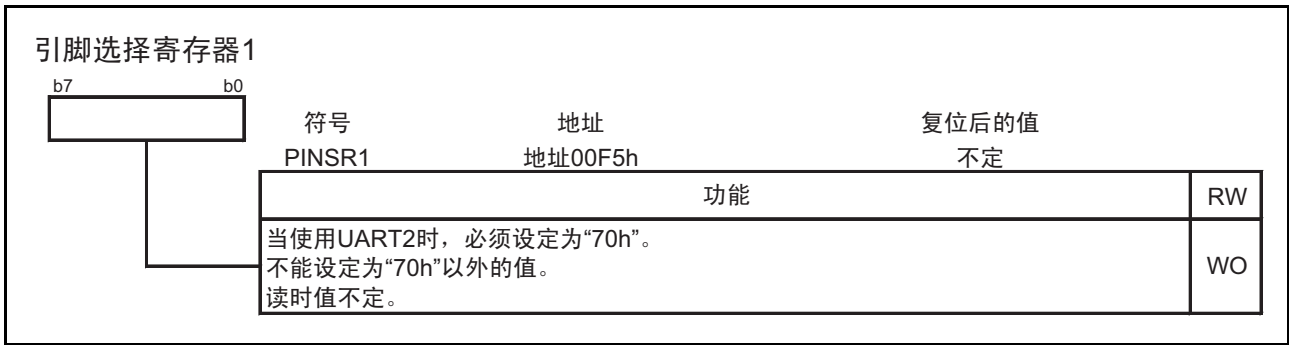 引脚选择寄存器1
b7 b0
符号 地址 复位后的值
PINSR1 地址00F5h 不定
功能 RW
当使用UART2时，必须设定为“70h”。
不能设定为“70h”以外的值。
读时值不定。
WO